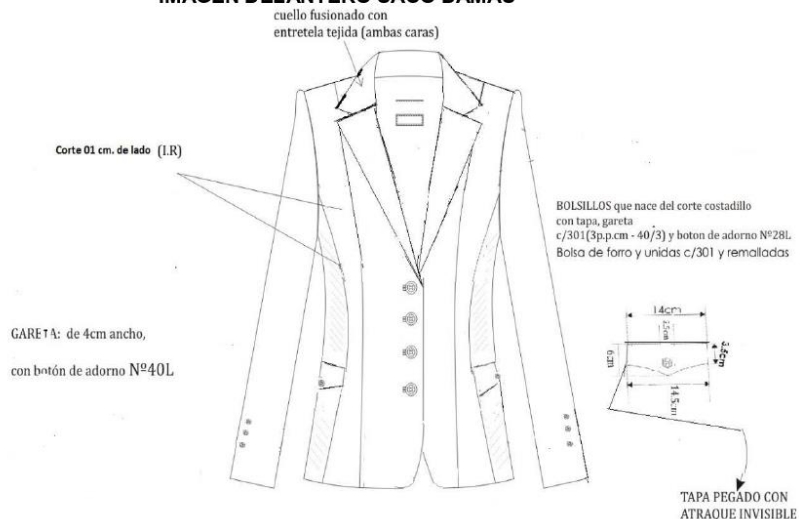 IMAGEN DELANTERO SACO DAMAS
cuello fusionado con
entretela tejida (ambas caras)
Corte 01 cm. de lado (I.R)
BOLSILLOS que nace del corte costadillo
con tapa, gareta
c/301(3p.p.cm - 40/3) y boton de adorno Nº28L
Bolsa de forro y unidas c/301 y remalladas
GARETA: de 4cm ancho,
con botón de adorno Nº40L
14cm
6cm
3.5cm
14.5cm
TAPA PEGADO CON
ATRAQUE INVISIBLE